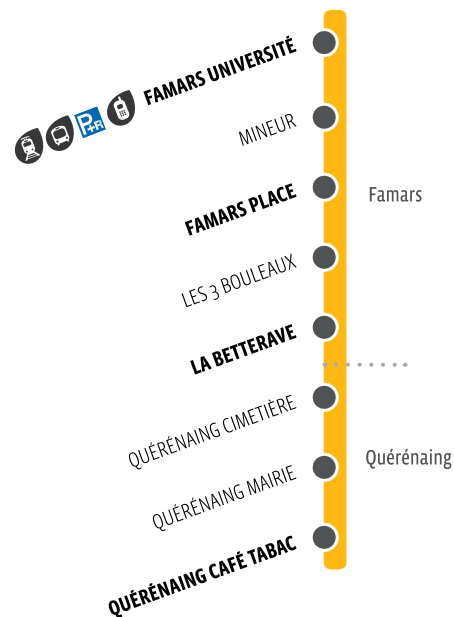 FAMARS UNIVERSITÉ
P+R
MINEUR
FAMARS PLACE
Famars
LES 3 BOULEAUX
LA BETTERAVE
QUÉRÉNAING CIMETIÈRE
Quérénaing
QUÉRÉNAING MAIRIE
QUÉRÉNAING CAFÉ TABAC